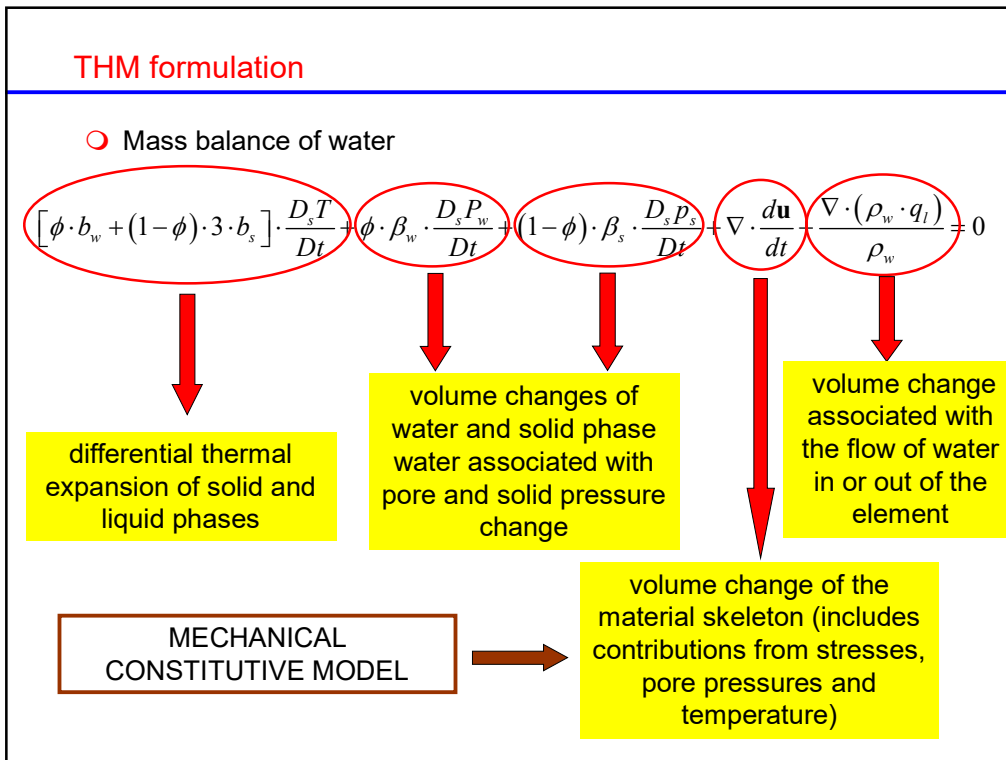 THM formulation
Mass balance of water
[ϕ·b_w + (1−ϕ)·3·b_s]·D_sT/Dt + ϕ·β_w·D_sP_w/Dt + (1−ϕ)·β_s·D_sp_s/Dt + ∇·d𝐮/dt + ∇·(ρ_w·q_l)/ρ_w = 0
differential thermal
expansion of solid and
liquid phases
volume changes of
water and solid phase
water associated with
pore and solid pressure
change
volume change
associated with
the flow of water
in or out of the
element
volume change of the
material skeleton (includes
contributions from stresses,
pore pressures and
temperature)
MECHANICAL
CONSTITUTIVE MODEL